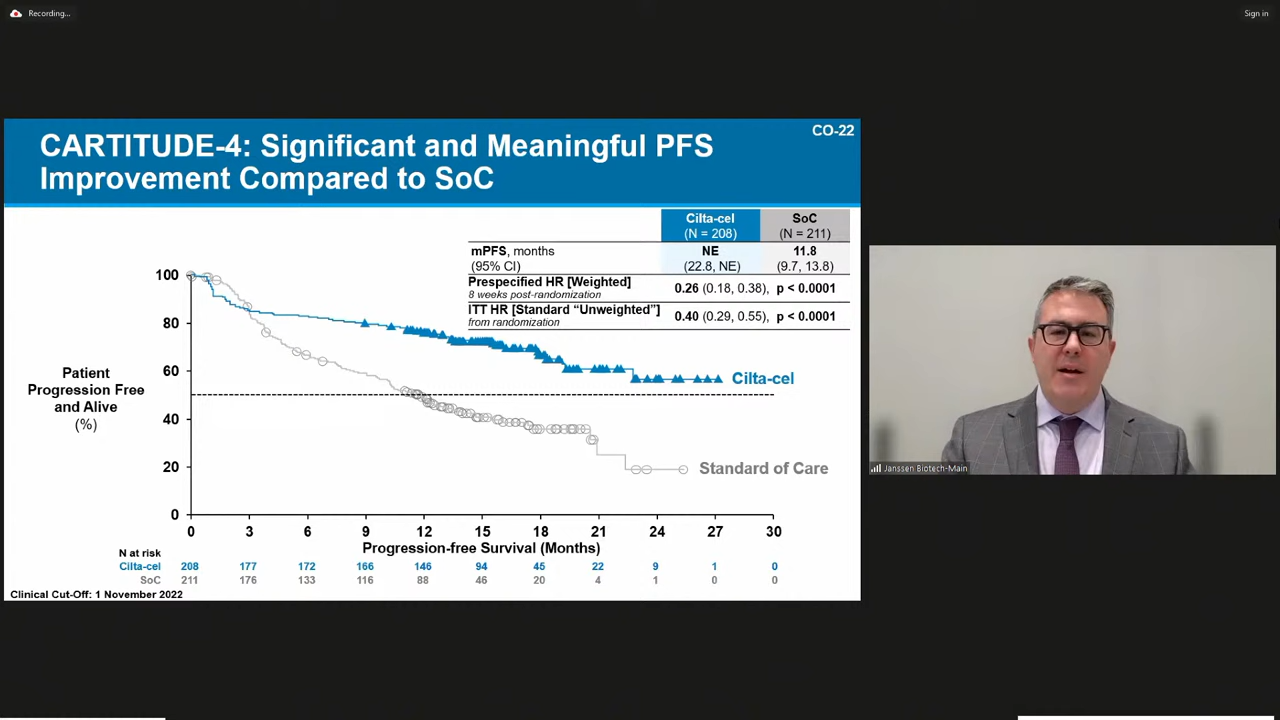 Recording...
Sign in
CO-22
CARTITUDE-4: Significant and Meaningful PFS
Improvement Compared to SoC
Cilta-cel SoC
(N = 208) (N = 211)
mPFS, months NE 11.8
(95% CI) (22.8, NE) (9.7, 13.8)
Prespecified HR [Weighted]
8 weeks post-randomization
0.26 (0.18, 0.38), p < 0.0001
ITT HR [Standard “Unweighted”]
from randomization
0.40 (0.29, 0.55), p < 0.0001
Patient
Progression Free
and Alive
(%)
100
80
60
40
20
0
Cilta-cel
Standard of Care
0 3 6 9 12 15 18 21 24 27 30
Progression-free Survival (Months)
N at risk
Cilta-cel 208 177 172 166 146 94 45 22 9 1 0
SoC 211 176 133 116 88 46 20 4 1 0 0
Clinical Cut-Off: 1 November 2022
Janssen Biotech-Main